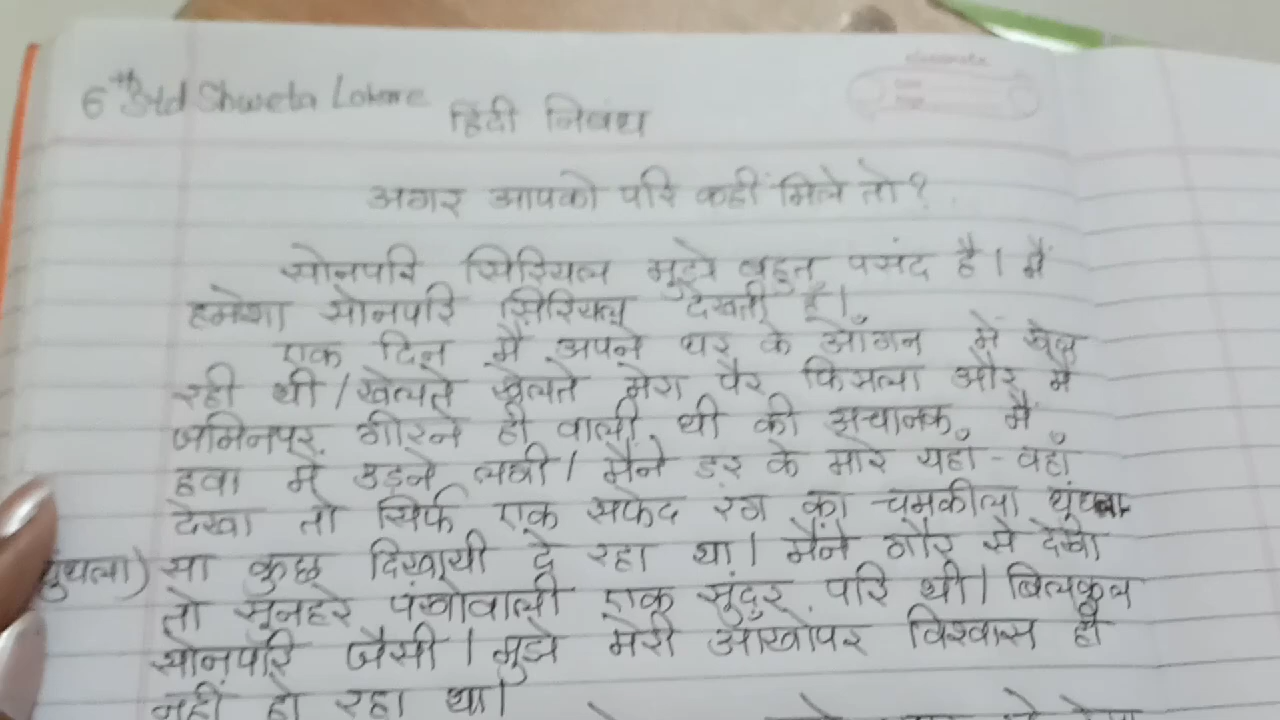 6th Std Shweta Lohare
हिंदी निबंध
अगर आपको परि कहीं मिले तो?
सोनपरि सिरियल मुझे बहुत पसंद है। मैं
हमेशा सोनपरि सिरियल देखती हूँ।
एक दिन मैं अपने घर के आँगन में खेल
रही थी। खेलते खेलते मेरा पैर फिसला और मैं
जमिनपर गीरने ही वाली थी की अचानक मैं
हवा में उड़ने लगी। मैंने डर के मारे यहाँ-वहाँ
देखा तो सिर्फ एक सफेद रंग का चमकीला
धुंधला) सा कुछ दिखायी दे रहा था। मैंने गौर से देखा
तो सूनहरे पंखोवाली एक सुंदर परि थी। बिलकूल
सोनपरि जैसी। मुझे मेरी आखोपर विश्वास ही
नहीं हो रहा था।